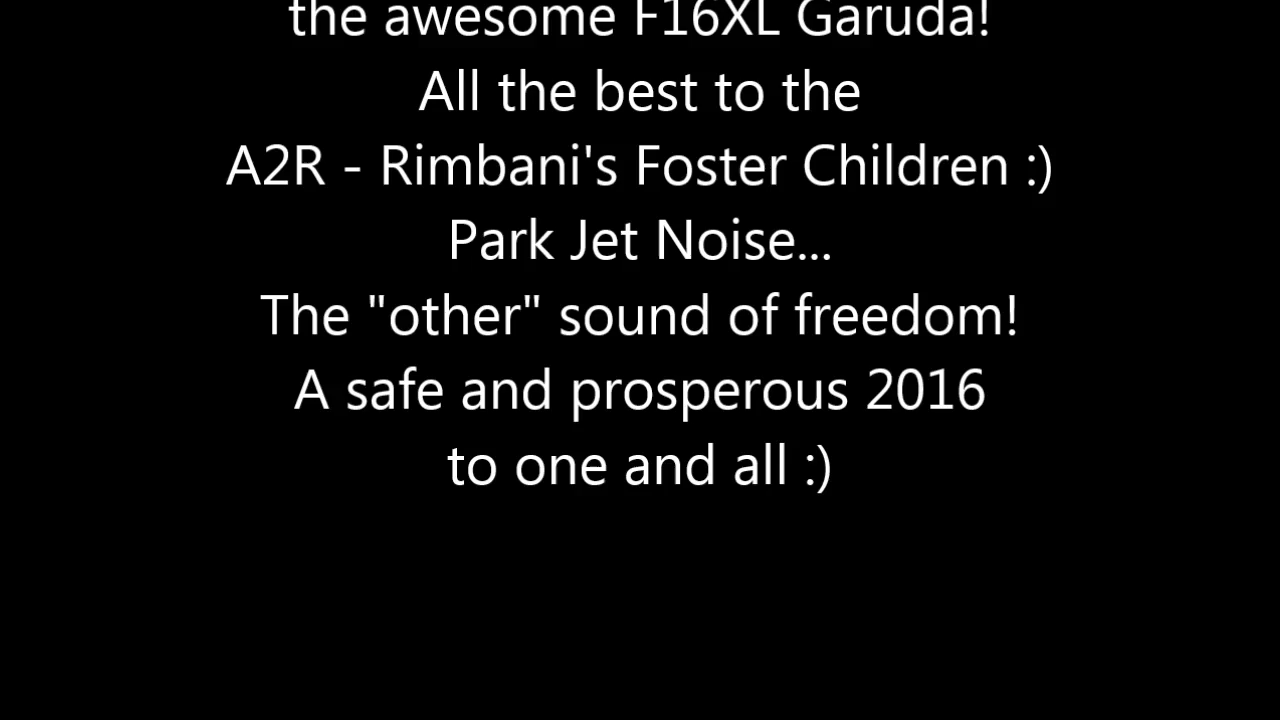 the awesome F16XL Garuda!
All the best to the
A2R - Rimbani's Foster Children :)
Park Jet Noise...
The "other" sound of freedom!
A safe and prosperous 2016
to one and all :)